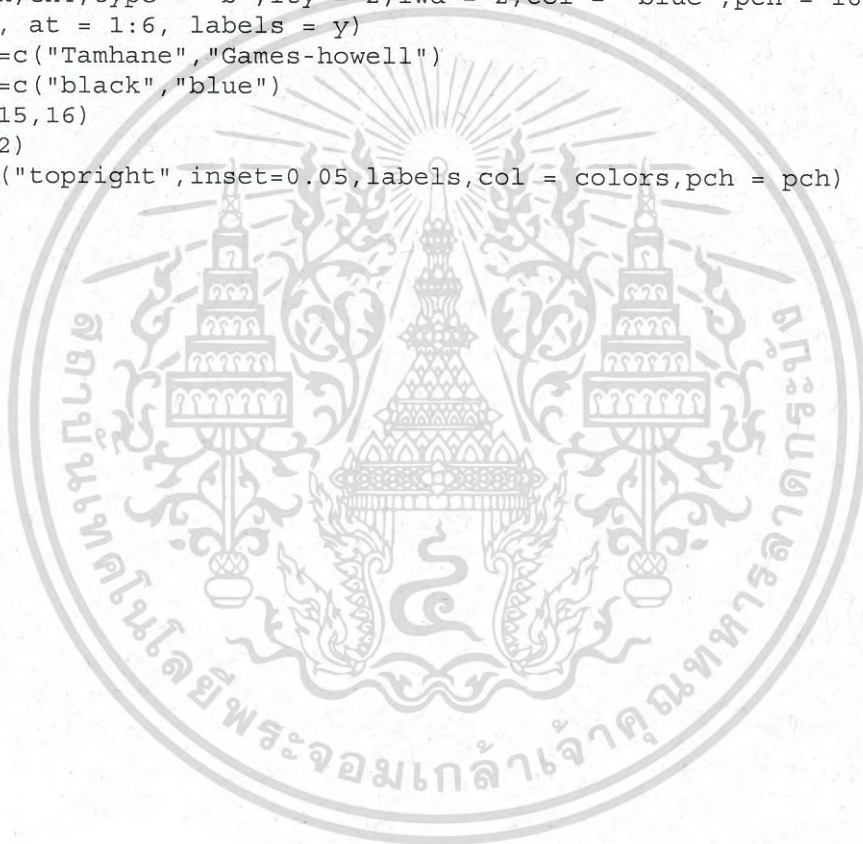 , at = 1:6, labels = y)
=c("Tamhane","Games-howell")
=c("black","blue")
15,16)
2)
("topright",inset=0.05,labels,col = colors,pch = pch)
สถาบันเทคโนโลยีพระจอมเกล้าเจ้าคุณทหารลาดกระบัง